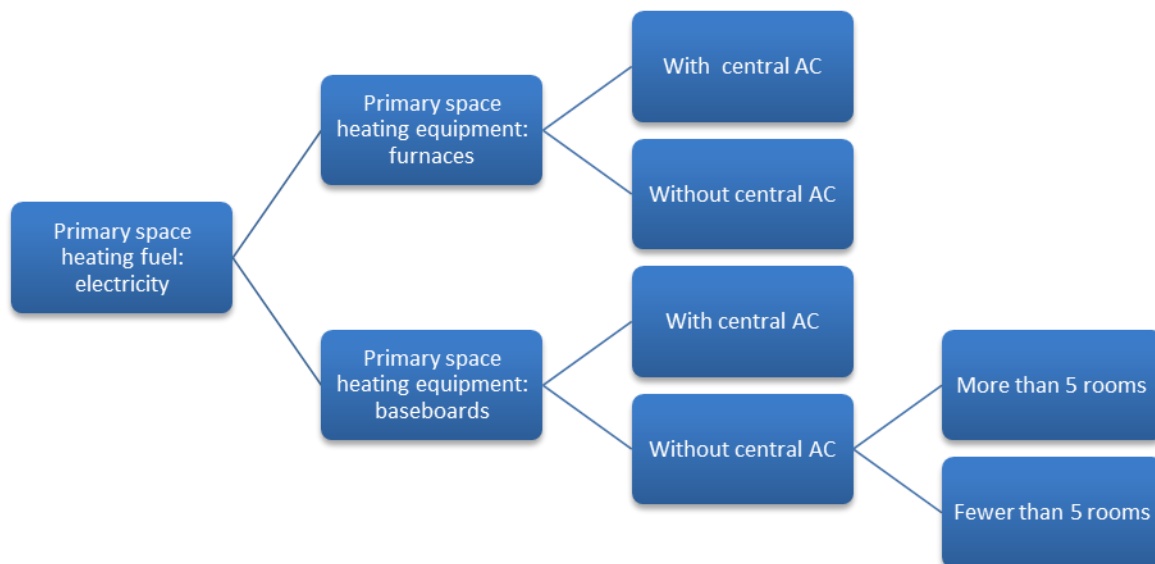 Primary space
heating fuel:
electricity
Primary space
heating equipment:
furnaces
With central AC
Without central AC
Primary space
heating equipment:
baseboards
With central AC
Without central AC
More than 5 rooms
Fewer than 5 rooms